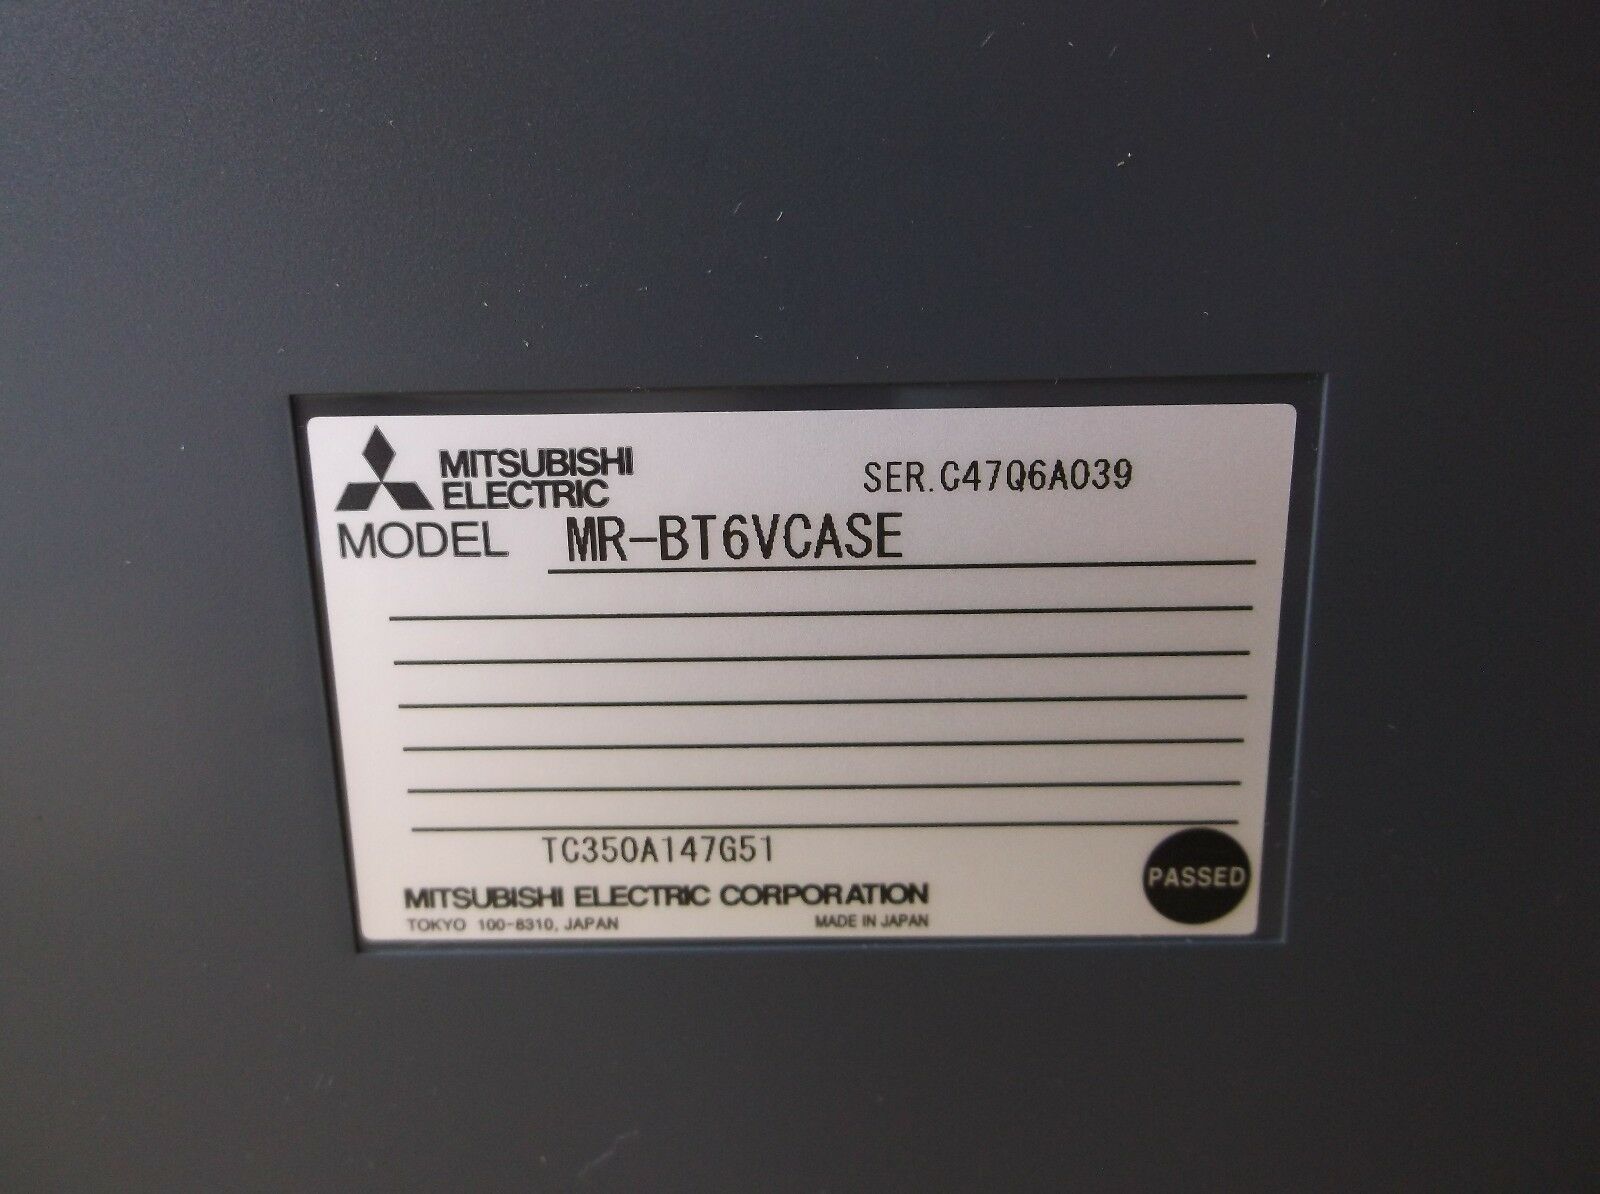 MITSUBISHI
ELECTRIC
SER.C47Q6A039
MODEL MR-BT6VCASE
TC350A147G51
PASSED
MITSUBISHI ELECTRIC CORPORATION
TOKYO 100-8310, JAPAN MADE IN JAPAN